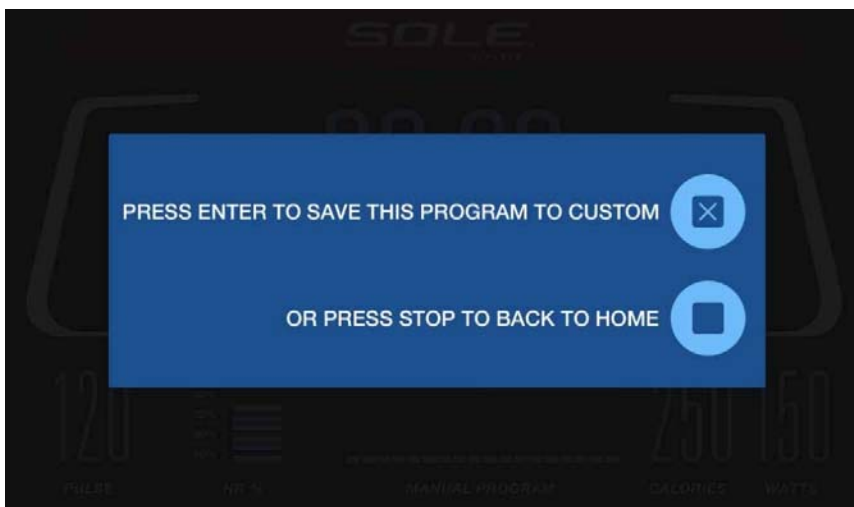 SOLE
PRESS ENTER TO SAVE THIS PROGRAM TO CUSTOM
OR PRESS STOP TO BACK TO HOME
120
250 150
PULSE HR % MANUAL PROGRAM CALORIES WATTS